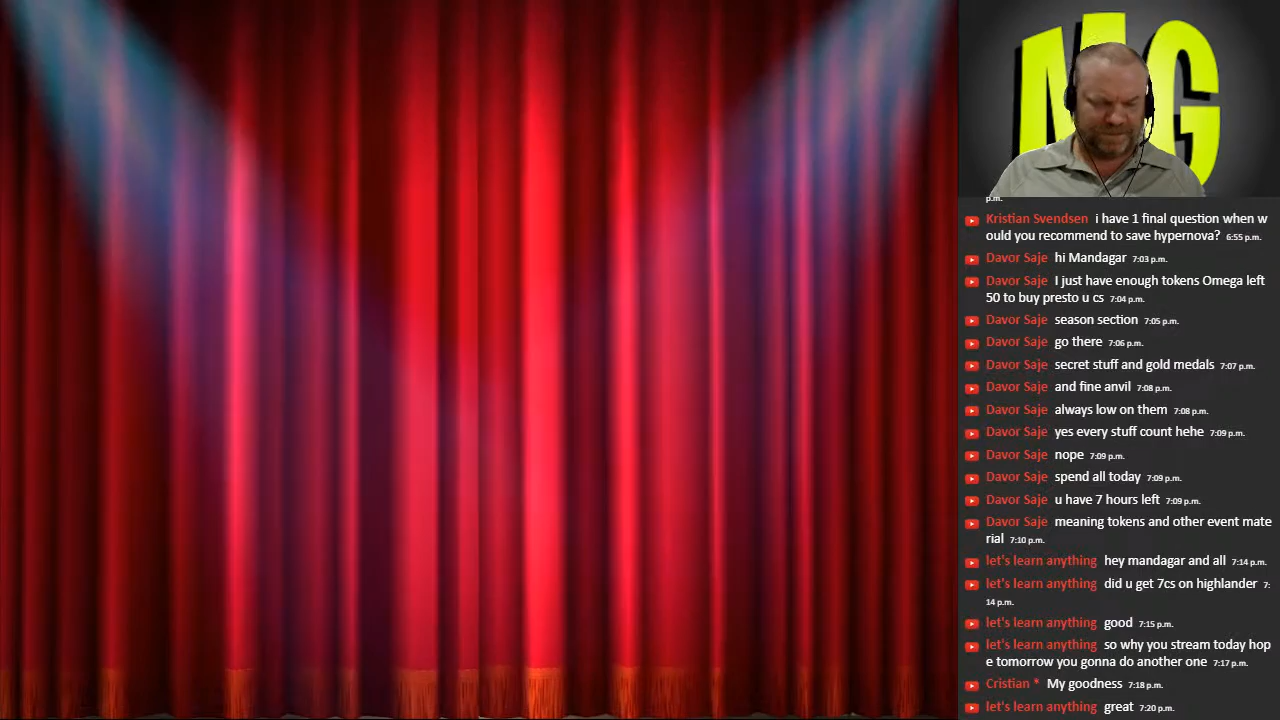 MG
p.m.
Kristian Svendsen i have 1 final question when w
ould you recommend to save hypernova? 6:55 p.m.
Davor Saje hi Mandagar 7:03 p.m.
Davor Saje I just have enough tokens Omega left
50 to buy presto u cs 7:04 p.m.
Davor Saje season section 7:05 p.m.
Davor Saje go there 7:06 p.m.
Davor Saje secret stuff and gold medals 7:07 p.m.
Davor Saje and fine anvil 7:08 p.m.
Davor Saje always low on them 7:08 p.m.
Davor Saje yes every stuff count hehe 7:09 p.m.
Davor Saje nope 7:09 p.m.
Davor Saje spend all today 7:09 p.m.
Davor Saje u have 7 hours left 7:09 p.m.
Davor Saje meaning tokens and other event mate
rial 7:10 p.m.
let's learn anything hey mandagar and all 7:14 p.m.
let's learn anything did u get 7cs on highlander 7:
14 p.m.
let's learn anything good 7:15 p.m.
let's learn anything so why you stream today hop
e tomorrow you gonna do another one 7:17 p.m.
Cristian * My goodness 7:18 p.m.
let's learn anything great 7:20 p.m.